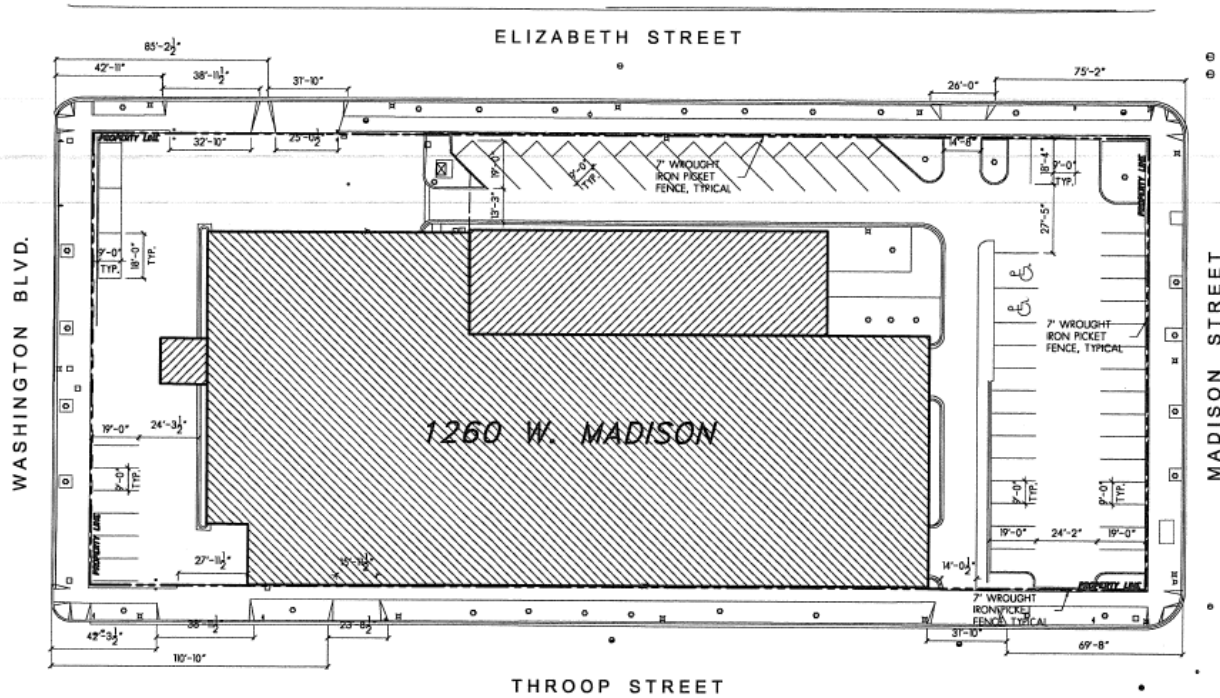 ELIZABETH STREET
85'-2½"
42'-11"
38'-11½"
31'-10"
26'-0"
75'-2"
PROPERTY LINE
32'-10"
25'-0½"
19'-0"
9'-0"
TYP.
7' WROUGHT
IRON PICKET
FENCE, TYPICAL
14'-8"
18'-4"
9'-0"
TYP.
PROPERTY LINE
13'-3"
27'-5"
WASHINGTON BLVD.
9'-0"
TYP.
18'-0"
TYP.
MADISON STREET
7' WROUGHT
IRON PICKET
FENCE, TYPICAL
1260 W. MADISON
19'-0"
24'-3½"
9'-0"
TYP.
9'-0"
TYP.
9'-0"
TYP.
PROPERTY LINE
19'-0"
24'-2"
19'-0"
27'-11½"
15'-11½"
14'-0½"
PROPERTY LINE
7' WROUGHT
IRON PICKET
FENCE, TYPICAL
42'-3½"
23'-8½"
31'-10"
69'-8"
110'-10"
THROOP STREET